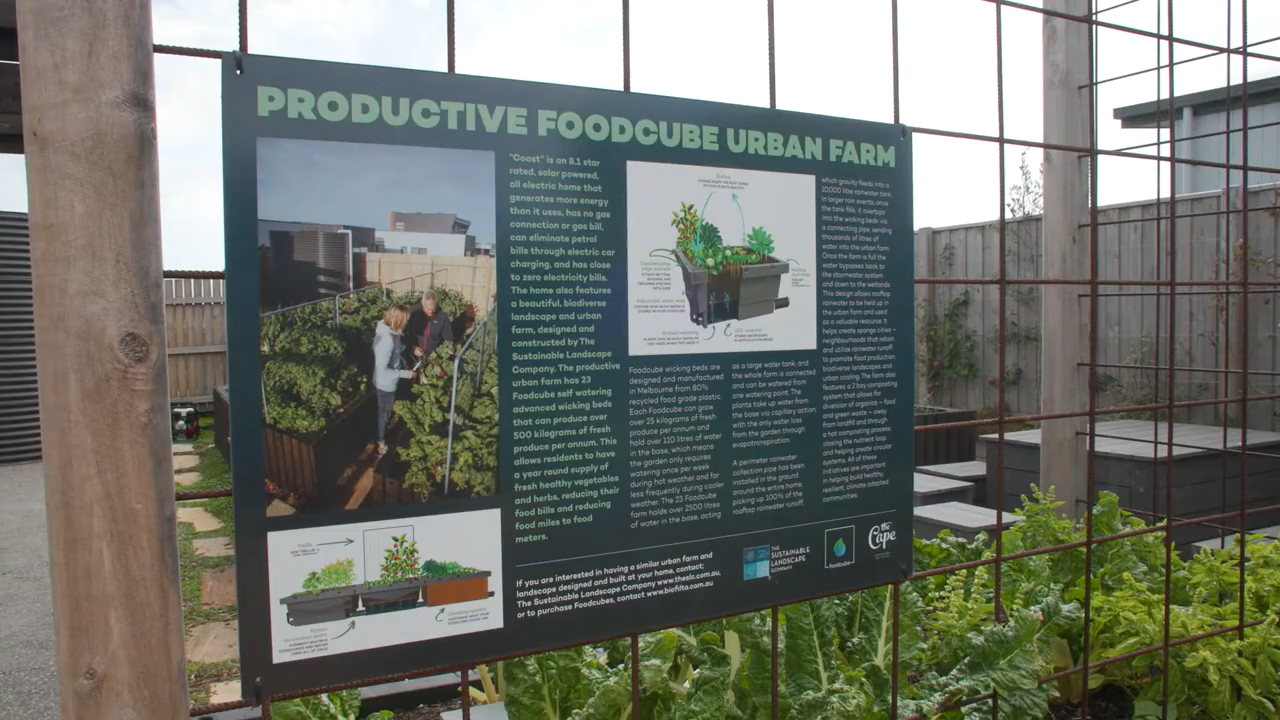 PRODUCTIVE FOODCUBE URBAN FARM
"Coast" is an 8.1 star
rated, solar powered,
all electric home that
generates more energy
than it uses, has no gas
connection or gas bill,
can eliminate petrol
bills through electric car
charging, and has close
to zero electricity bills.
The home also features
a beautiful, biodiverse
landscape and urban
farm, designed and
constructed by The
Sustainable Landscape
Company. The productive
urban farm has 23
Foodcube self watering
advanced wicking beds
that can produce over
500 kilograms of fresh
produce per annum. This
allows residents to have
a year round supply of
fresh healthy vegetables
and herbs, reducing their
food bills and reducing
food miles to food
meters.
Foodcube wicking beds are
designed and manufactured
in Melbourne from 80%
recycled food grade plastic.
Each Foodcube can grow
over 25 kilograms of fresh
produce per annum and
hold over 110 litres of water
in the base, which means
the garden only requires
watering once per week
during hot weather and far
less frequently during cooler
weather. The 23 Foodcube
farm holds over 2500 litres
of water in the base, acting
as a large water tank, and
the whole farm is connected
and can be watered from
one watering point. The
plants take up water from
the base via capillary action,
with the only water loss
from the garden through
evapotranspiration.
A perimeter rainwater
collection pipe has been
installed in the ground
around the entire home,
picking up 100% of the
rooftop rainwater runoff,
which gravity feeds into a
10,000 litre rainwater tank.
In larger rain events, once
the tank fills, it overtops
into the wicking beds via
a connecting pipe, sending
thousands of litres of
water into the urban farm.
Once the farm is full the
water bypasses back to
the stormwater system
and down to the wetlands.
This design allows rooftop
rainwater to be held up in
the urban farm and used
as a valuable resource. It
helps create sponge cities –
neighbourhoods that retain
and utilize rainwater runoff
to promote food production,
biodiverse landscapes and
urban cooling. The farm also
features a 2 bay composting
system that allows for
diversion of organics – food
and green waste – away
from landfill and through
a hot composting process,
closing the nutrient loop
and helping create circular
systems. All of these
initiatives are important
in helping build healthy,
resilient, climate adapted
communities.
If you are interested in having a similar urban farm and
landscape designed and built at your home, contact;
The Sustainable Landscape Company www.theslc.com.au,
or to purchase Foodcubes, contact www.biofilta.com.au
THE
SUSTAINABLE
LANDSCAPE
COMPANY
foodcube
the
Cape